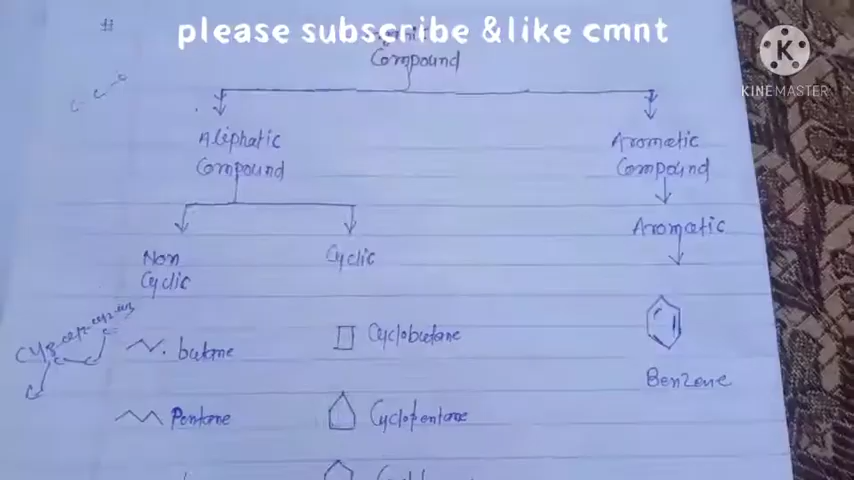 please subscribe &like cmnt
#
Compound
KINEMASTER
K
C - C - C
Aliphatic
Compound
Aromatic
Compound
Aromatic
Non
Cyclic
Cyclic
butane
Cyclobutane
Benzene
Pentane
Cyclopentane